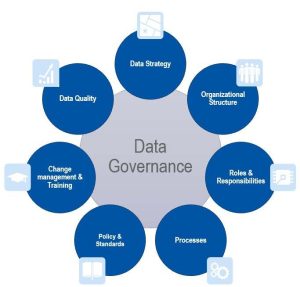 Data Strategy
Organizational
Structure
Roles &
Responsibilities
Processes
Policy &
Standards
Change
management &
Training
Data Quality
Data
Governance